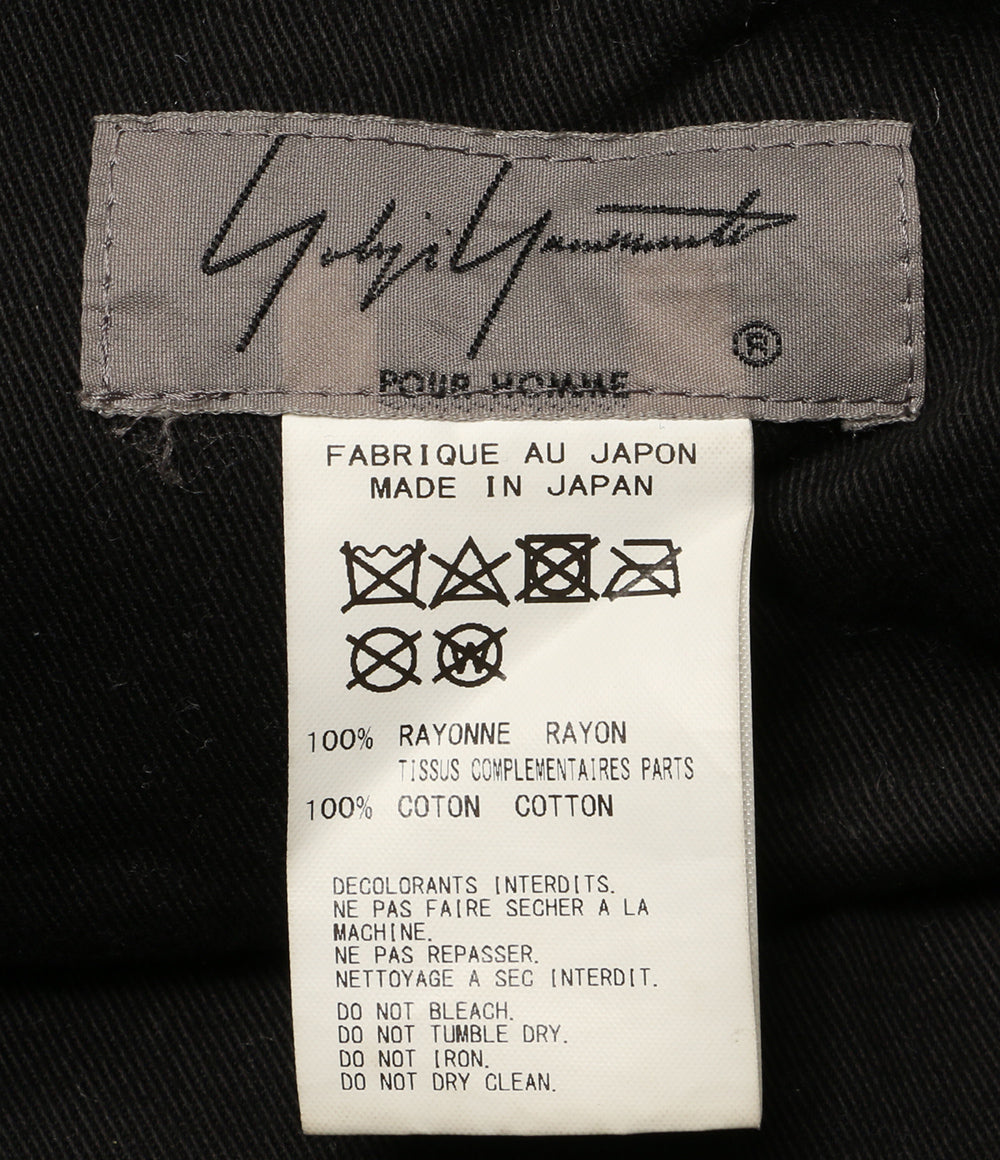 Yohji Yamamoto
®
POUR HOMME
FABRIQUE AU JAPON
MADE IN JAPAN
W
100% RAYONNE RAYON
TISSUS COMPLEMENTAIRES PARTS
100% COTON COTTON
DECOLORANTS INTERDITS.
NE PAS FAIRE SECHER A LA
MACHINE.
NE PAS REPASSER.
NETTOYAGE A SEC INTERDIT.
DO NOT BLEACH.
DO NOT TUMBLE DRY.
DO NOT IRON.
DO NOT DRY CLEAN.